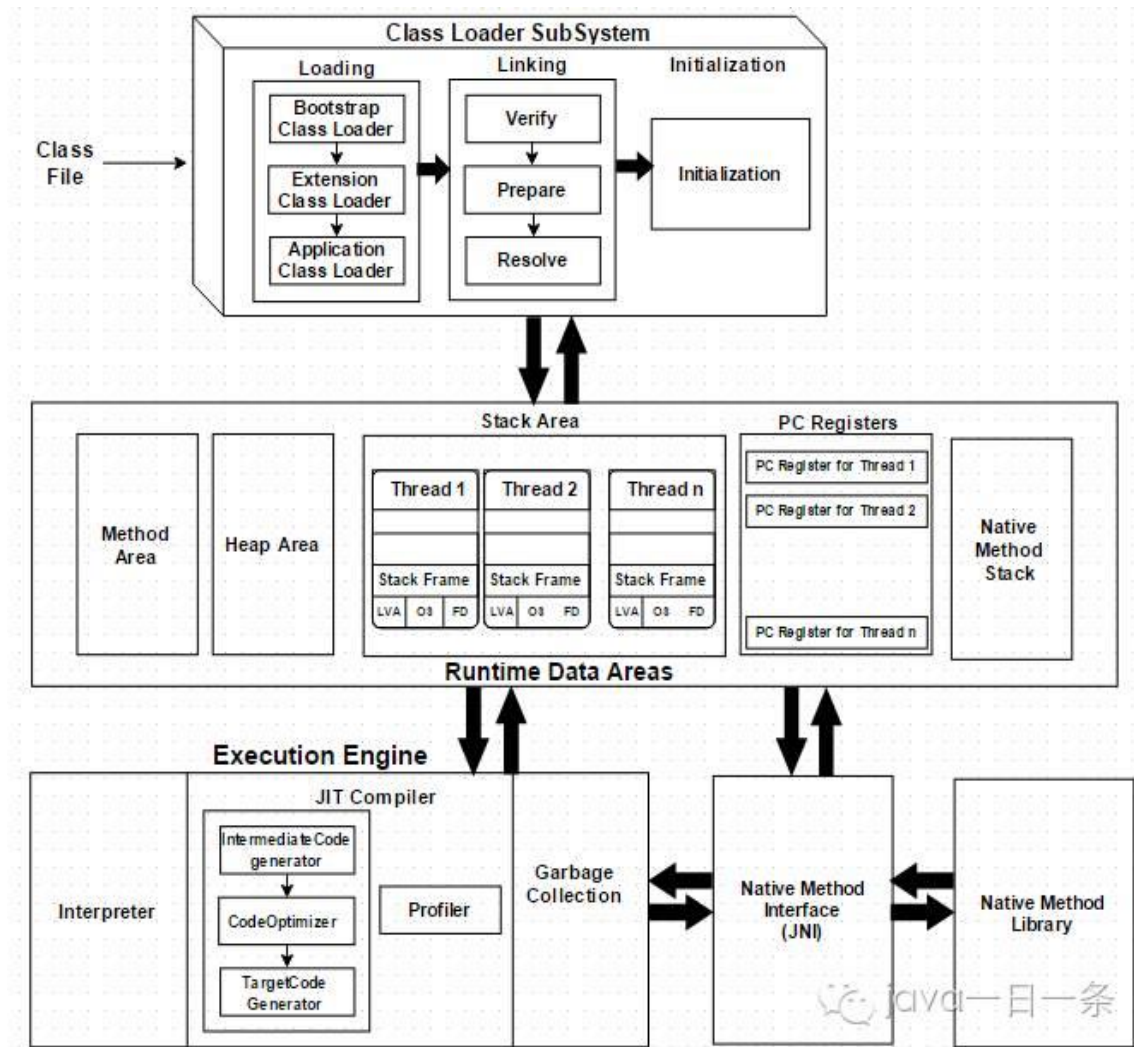 Class Loader SubSystem
Loading
Linking
Initialization
Class
File
Bootstrap
Class Loader
Extension
Class Loader
Application
Class Loader
Verify
Prepare
Resolve
Initialization
Stack Area
PC Registers
Method
Area
Heap Area
Thread 1
Stack Frame
LVA
OS
FD
Thread 2
Stack Frame
LVA
OS
FD
Thread n
Stack Frame
LVA
OS
FD
PC Register for Thread 1
PC Register for Thread 2
PC Register for Thread n
Native
Method
Stack
Runtime Data Areas
Execution Engine
Interpreter
JIT Compiler
IntermediateCode
generator
CodeOptimizer
TargetCode
Generator
Profiler
Garbage
Collection
Native Method
Interface
(JNI)
Native Method
Library
java一日一条